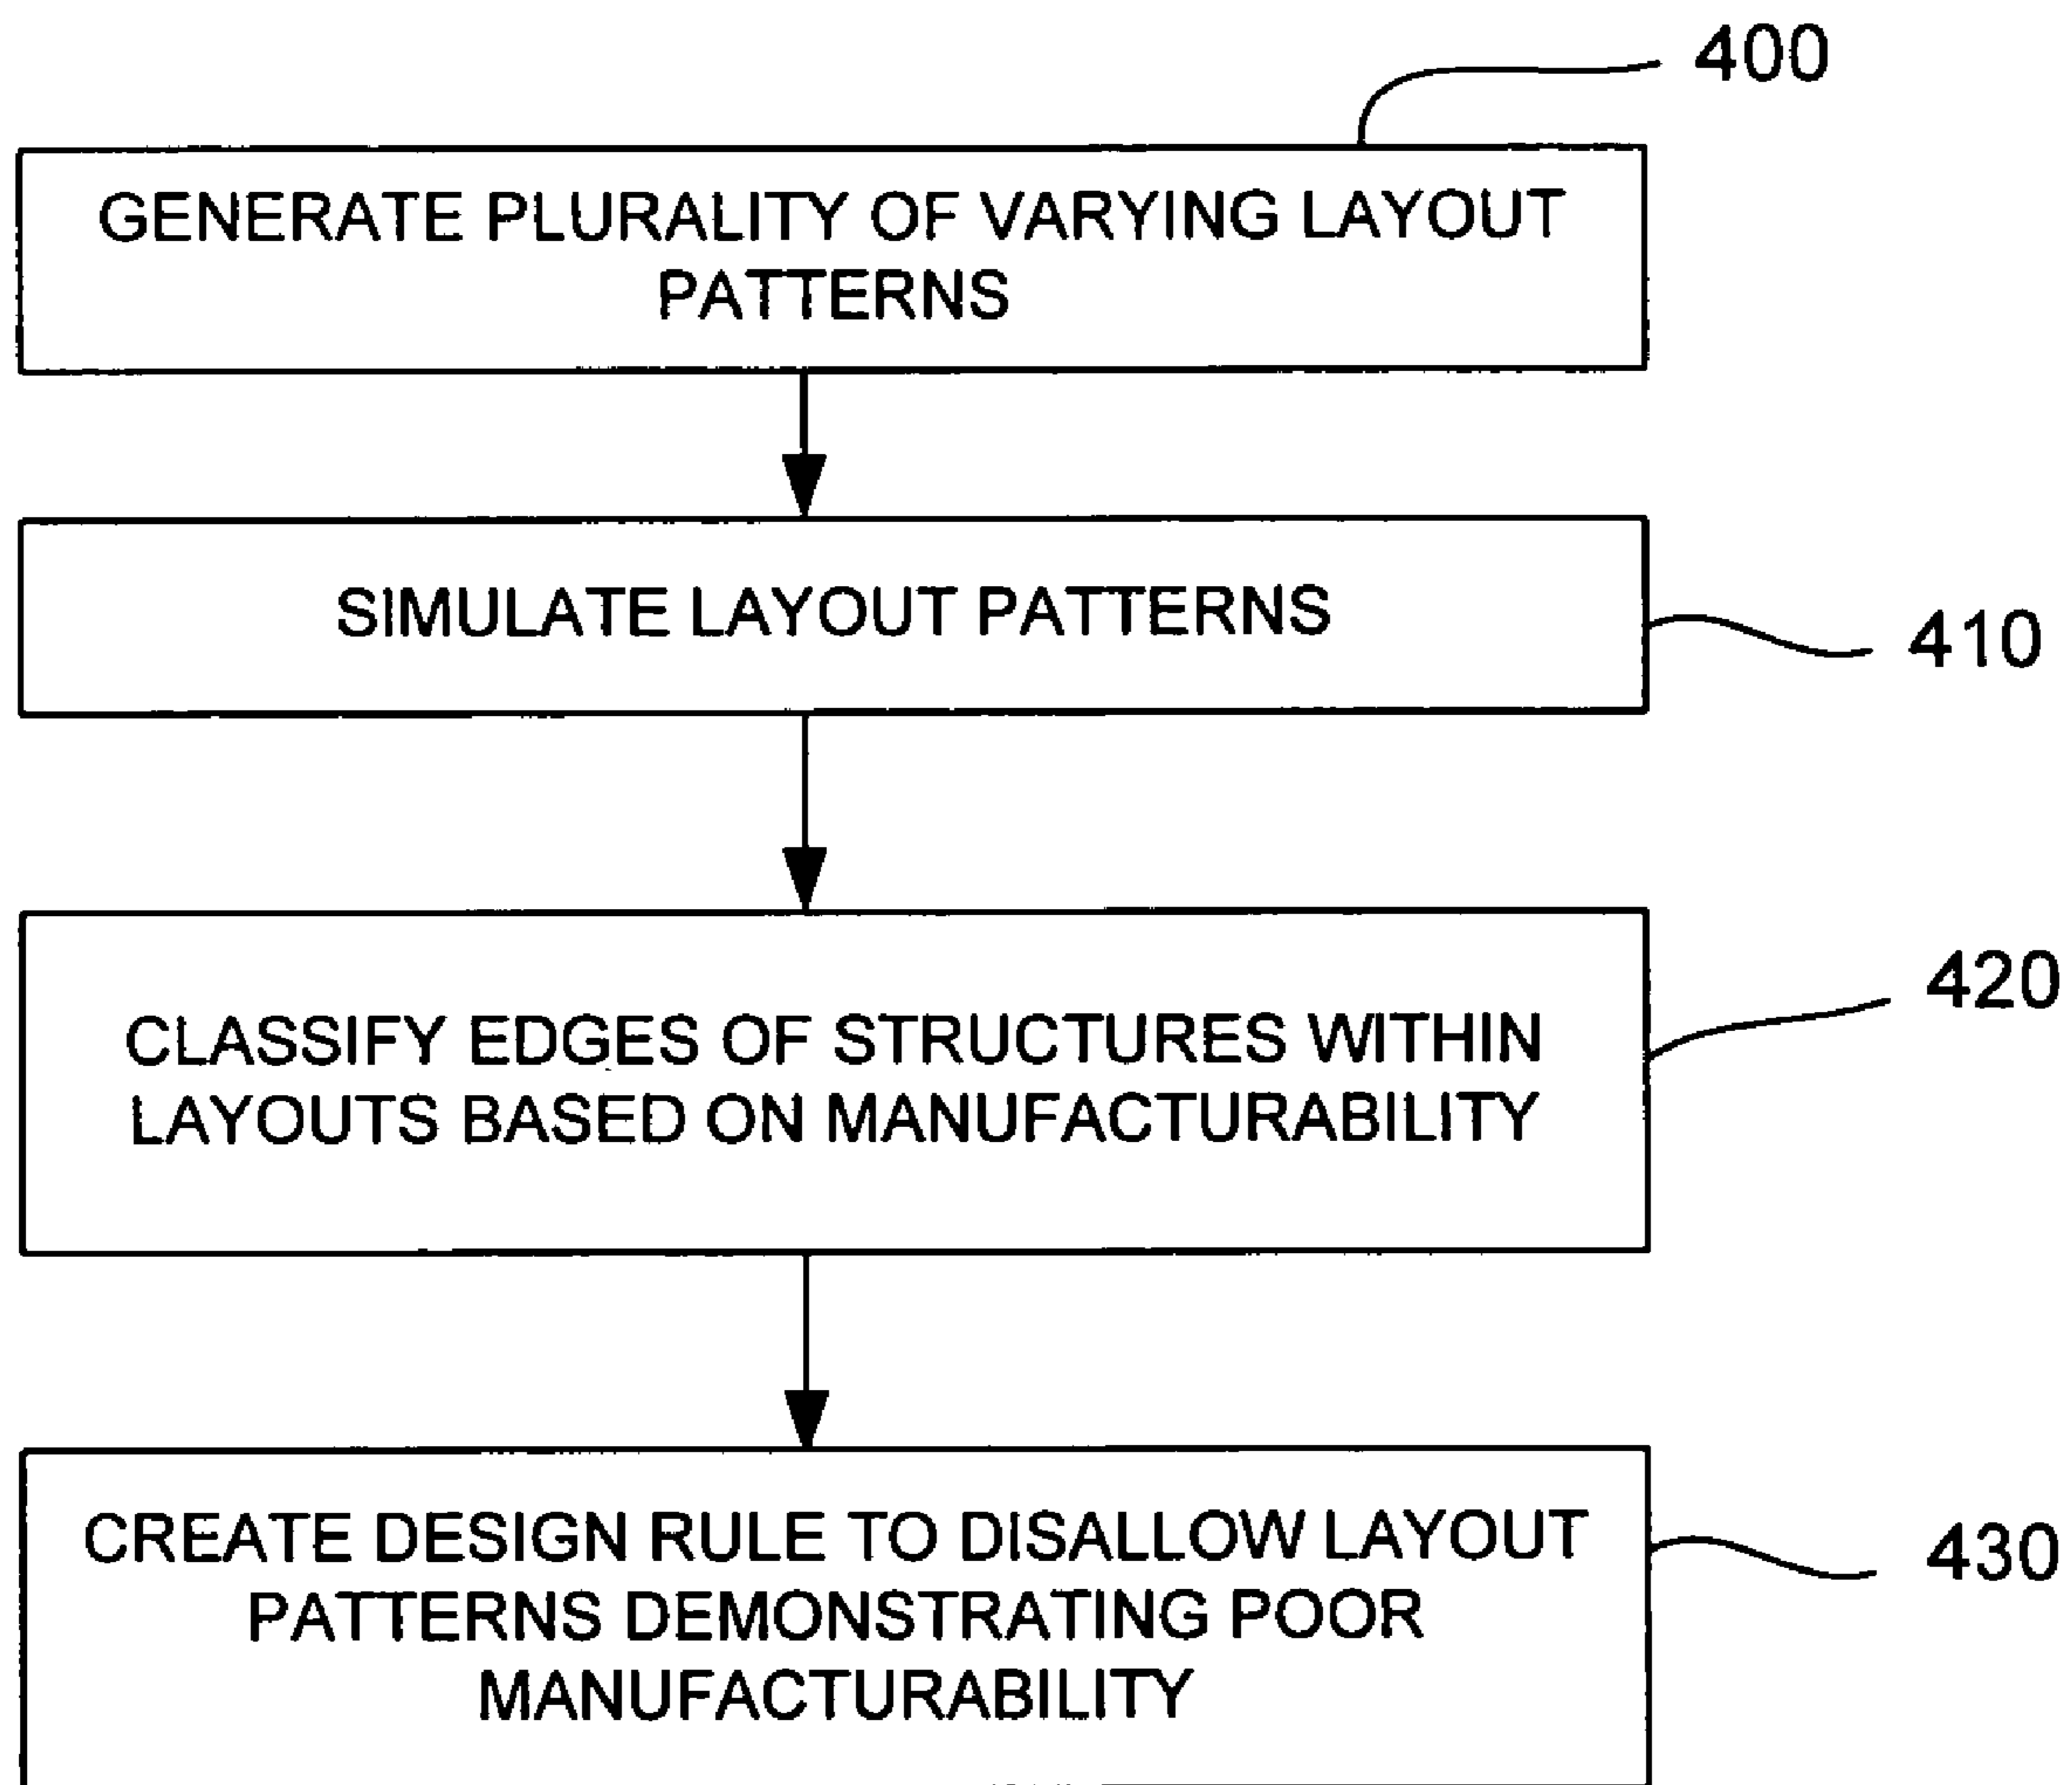 400
GENERATE PLURALITY OF VARYING LAYOUT
PATTERNS
SIMULATE LAYOUT PATTERNS
410
420
CLASSIFY EDGES OF STRUCTURES WITHIN
LAYOUTS BASED ON MANUFACTURABILITY
CREATE DESIGN RULE TO DISALLOW LAYOUT
PATTERNS DEMONSTRATING POOR
MANUFACTURABILITY
430